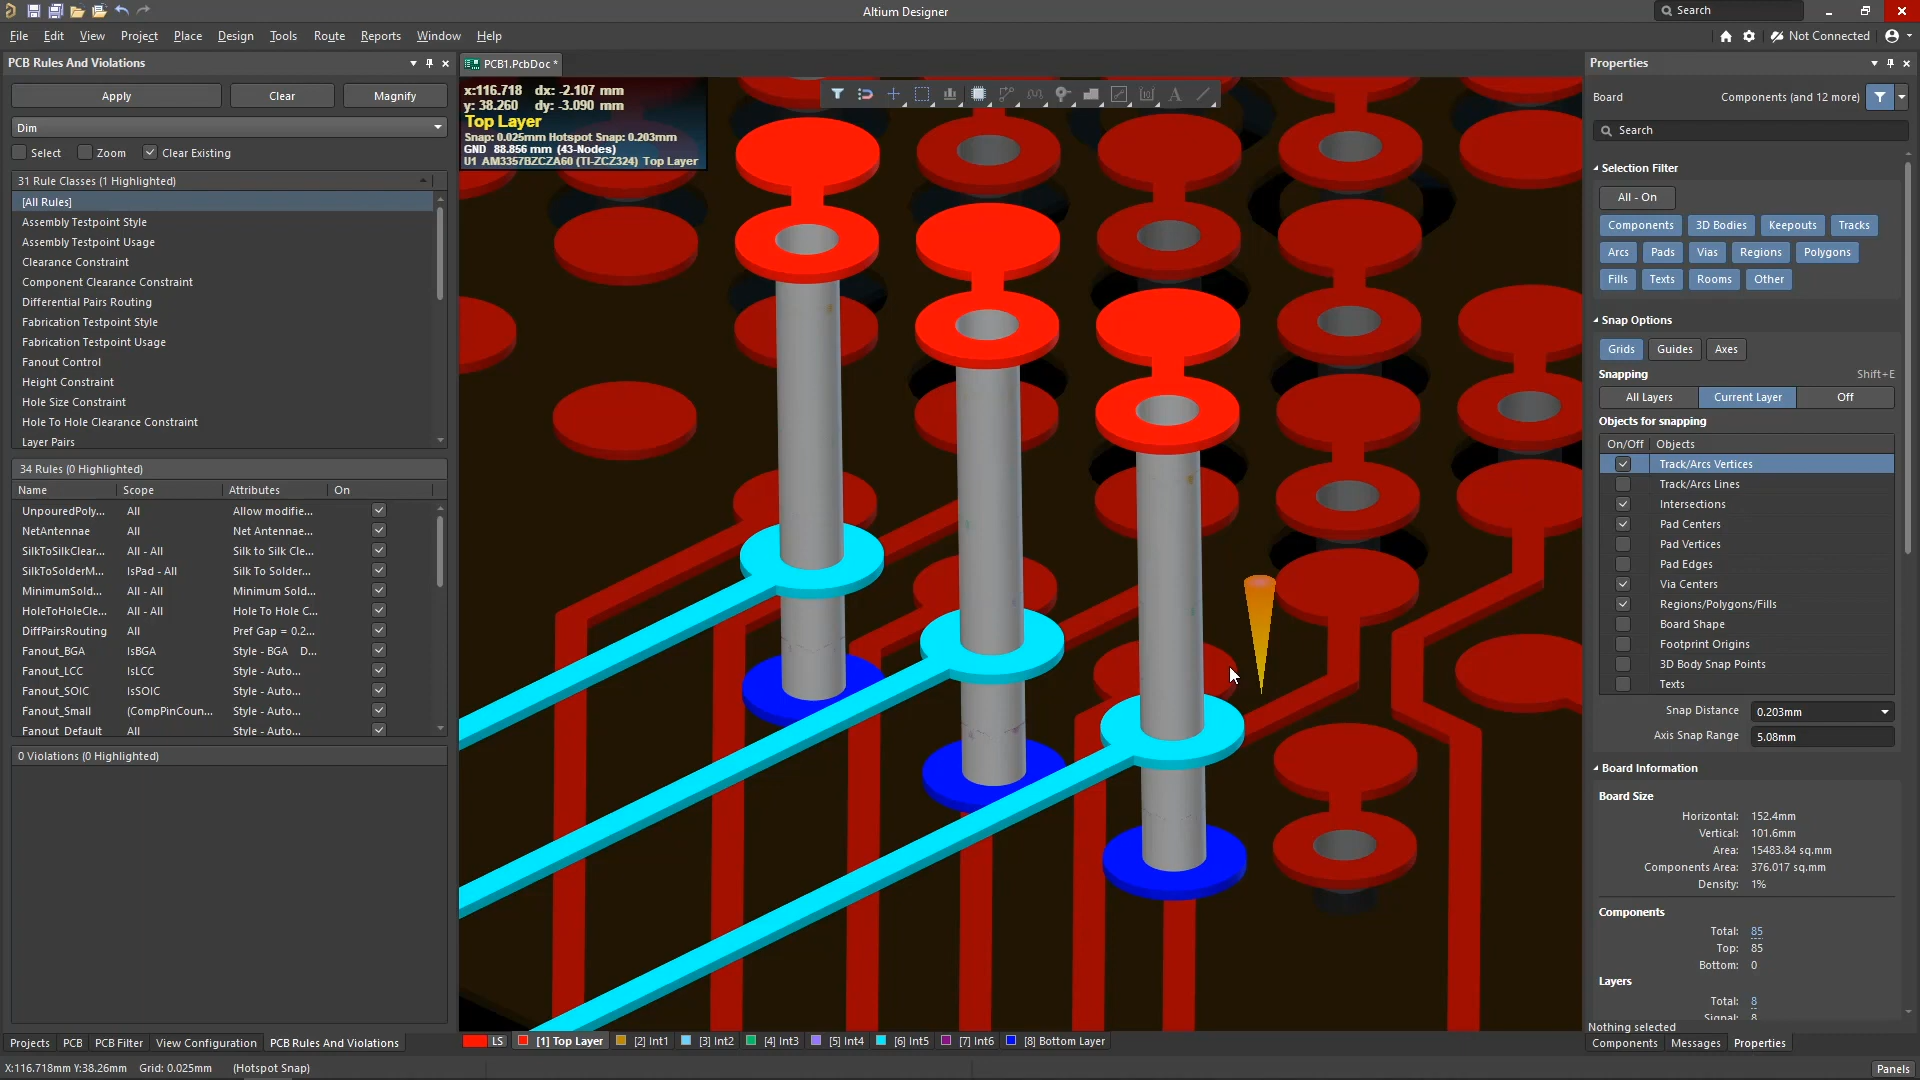 Altium Designer
Search
File Edit View Project Place Design Tools Route Reports Window Help
Not Connected
PCB Rules And Violations
Apply Clear Magnify
Dim
Select Zoom Clear Existing
31 Rule Classes (1 Highlighted)
[All Rules]
Assembly Testpoint Style
Assembly Testpoint Usage
Clearance Constraint
Component Clearance Constraint
Differential Pairs Routing
Fabrication Testpoint Style
Fabrication Testpoint Usage
Fanout Control
Height Constraint
Hole Size Constraint
Hole To Hole Clearance Constraint
Layer Pairs
34 Rules (0 Highlighted)
Name Scope Attributes On
UnpouredPoly... All Allow modifie...
NetAntennae All Net Antennae...
SilkToSilkClear... All - All Silk to Silk Cle...
SilkToSolderM... IsPad - All Silk To Solder...
MinimumSold... All - All Minimum Sold...
HoleToHoleCle... All - All Hole To Hole C...
DiffPairsRouting All Pref Gap = 0.2...
Fanout_BGA IsBGA Style - BGA D...
Fanout_LCC IsLCC Style - Auto...
Fanout_SOIC IsSOIC Style - Auto...
Fanout_Small (CompPinCoun... Style - Auto...
Fanout_Default All Style - Auto...
0 Violations (0 Highlighted)
Projects PCB PCB Filter View Configuration PCB Rules And Violations
PCB1.PcbDoc *
x:116.718 dx: -2.107 mm
y: 38.260 dy: -3.090 mm
Top Layer
Snap: 0.025mm Hotspot Snap: 0.203mm
GND 88.856 mm (43-Nodes)
U1 AM3357BZCZA60 (TI-ZCZ324) Top Layer
LS [1] Top Layer [2] Int1 [3] Int2 [4] Int3 [5] Int4 [6] Int5 [7] Int6 [8] Bottom Layer
Properties
Board Components (and 12 more)
Search
Selection Filter
All - On
Components 3D Bodies Keepouts Tracks
Arcs Pads Vias Regions Polygons
Fills Texts Rooms Other
Snap Options
Grids Guides Axes
Snapping Shift+E
All Layers Current Layer Off
Objects for snapping
On/Off Objects
Track/Arcs Vertices
Track/Arcs Lines
Intersections
Pad Centers
Pad Vertices
Pad Edges
Via Centers
Regions/Polygons/Fills
Board Shape
Footprint Origins
3D Body Snap Points
Texts
Snap Distance 0.203mm
Axis Snap Range 5.08mm
Board Information
Board Size
Horizontal: 152.4mm
Vertical: 101.6mm
Area: 15483.84 sq.mm
Components Area: 376.017 sq.mm
Density: 1%
Components
Total: 85
Top: 85
Bottom: 0
Layers
Total: 8
Signal: 8
Nothing selected
Components Messages Properties
X:116.718mm Y:38.26mm Grid: 0.025mm (Hotspot Snap)
Panels